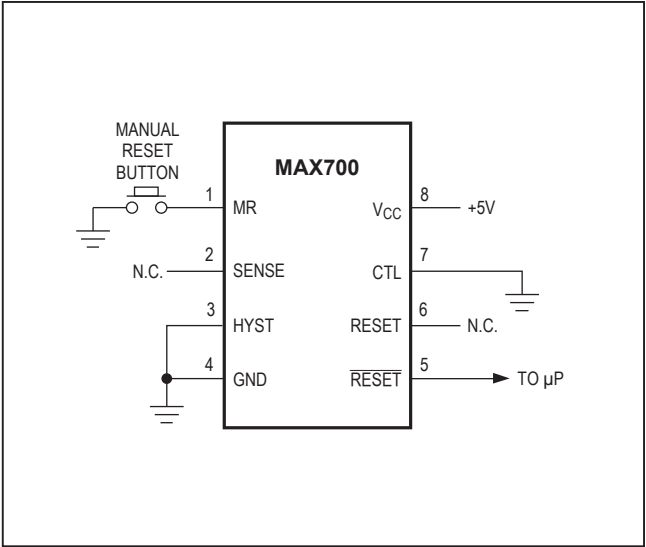 MANUAL
RESET
BUTTON
MAX700
1
MR
8
VCC
+5V
2
N.C.
SENSE
7
CTL
3
HYST
6
RESET
N.C.
4
GND
5
RESET
TO µP